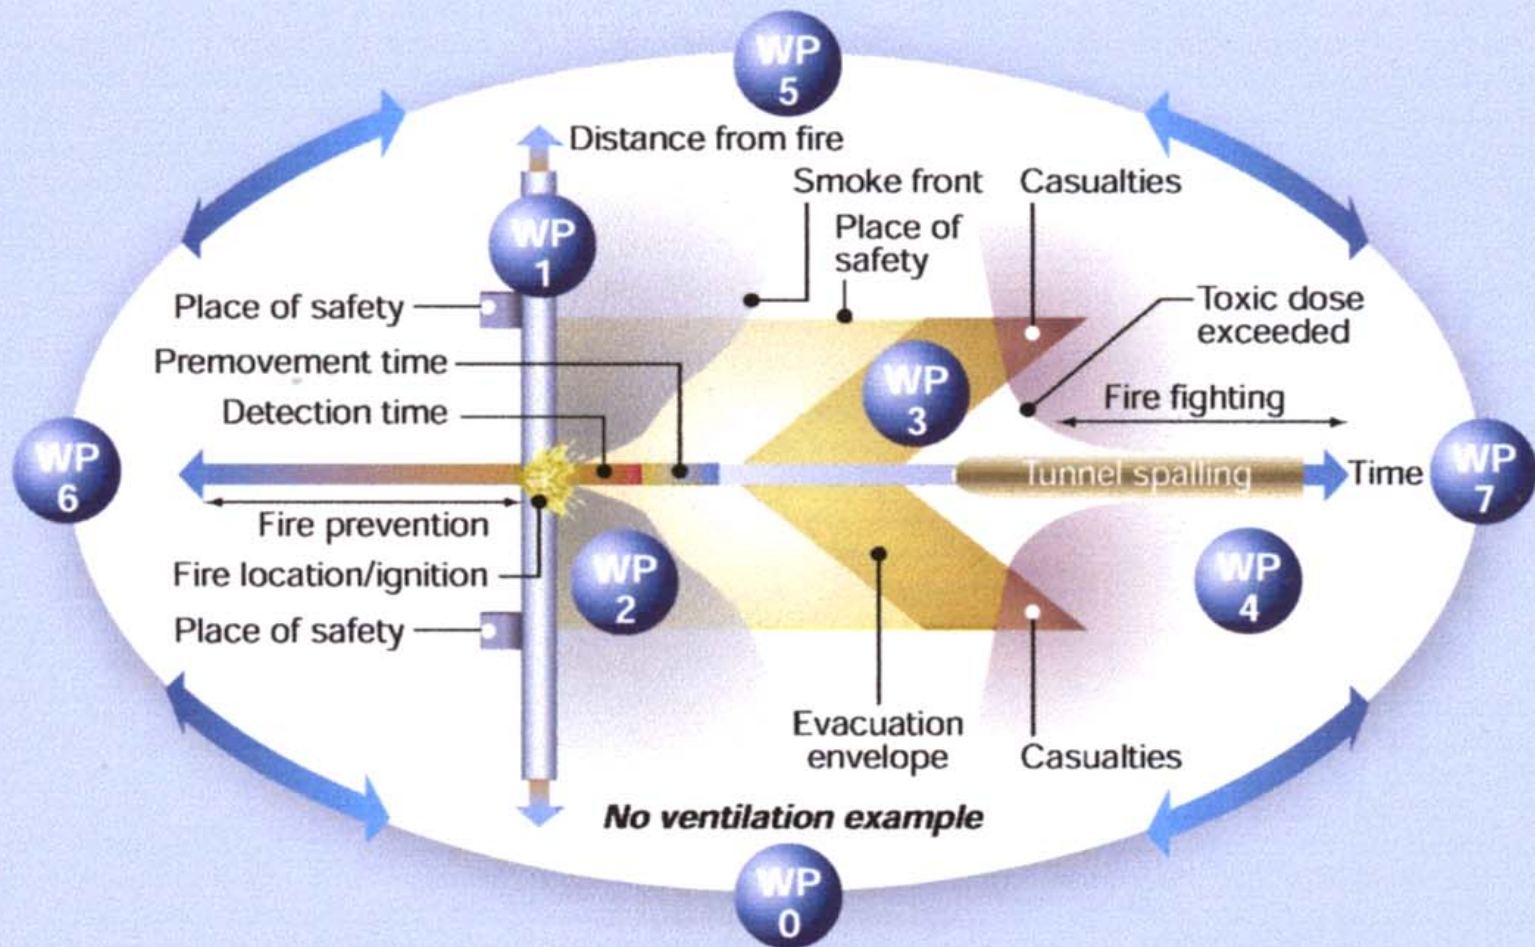 WP
5
Distance from fire
Smoke front
Casualties
WP
1
Place of
safety
Place of safety
Toxic dose
exceeded
Premovement time
WP
3
Fire fighting
Detection time
WP
6
Tunnel spalling
Time
WP
7
Fire prevention
Fire location/ignition
WP
2
WP
4
Place of safety
Evacuation
envelope
Casualties
No ventilation example
WP
0